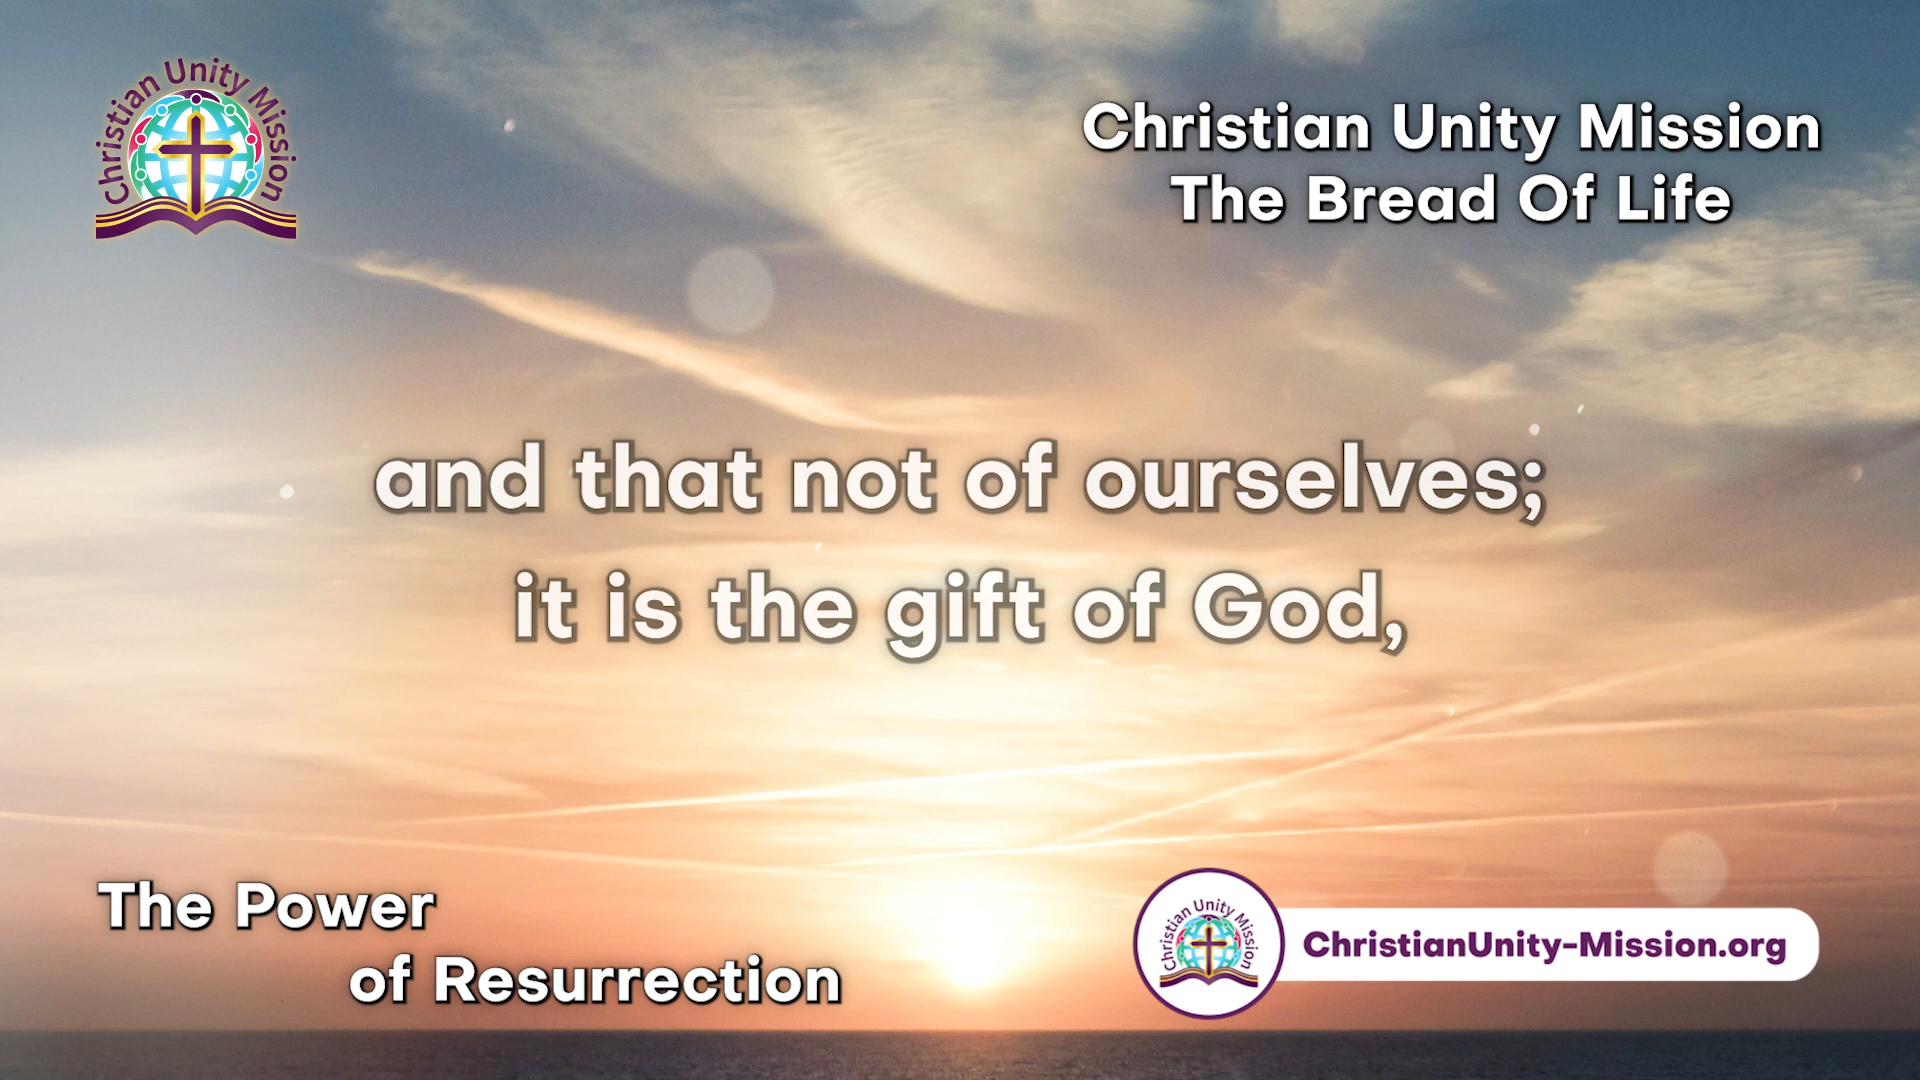 Christian Unity Mission
Christian Unity Mission
The Bread Of Life
and that not of ourselves;
it is the gift of God,
The Power
of Resurrection
Christian Unity Mission
ChristianUnity-Mission.org